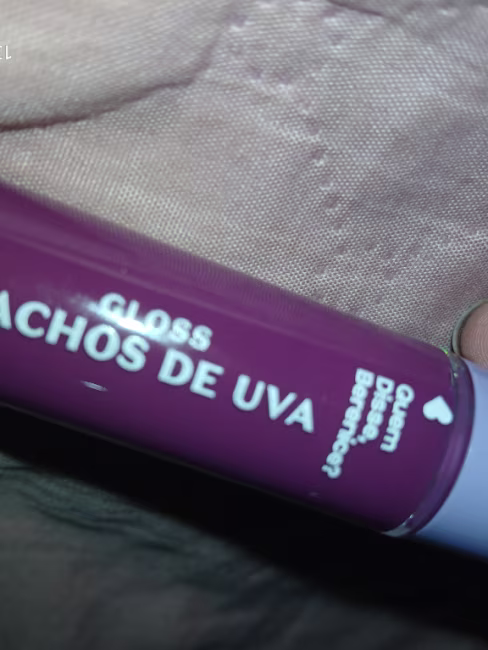 GLOSS
ACHOS DE UVA
Quem
Disse,
Berenice?